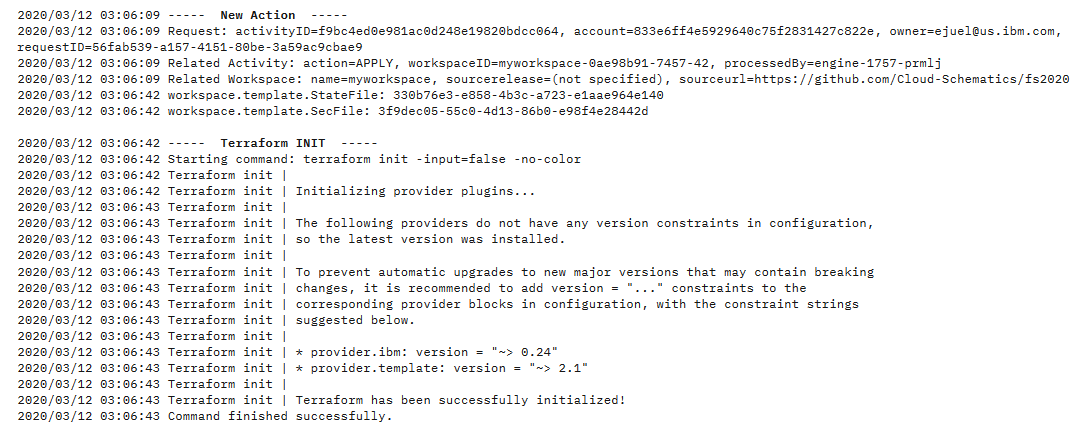 2020/03/12 03:06:09 -----  New Action  -----
2020/03/12 03:06:09 Request: activityID=f9bc4ed0e981ac0d248e19820bdcc064, account=833e6ff4e5929640c75f2831427c822e, owner=ejuel@us.ibm.com,
requestID=56fab539-a157-4151-80be-3a59ac9cbae9
2020/03/12 03:06:09 Related Activity: action=APPLY, workspaceID=myworkspace-0ae98b91-7457-42, processedBy=engine-1757-prmlj
2020/03/12 03:06:09 Related Workspace: name=myworkspace, sourcerelease=(not specified), sourceurl=https://github.com/Cloud-Schematics/fs2020
2020/03/12 03:06:42 workspace.template.StateFile: 330b76e3-e858-4b3c-a723-e1aae964e140
2020/03/12 03:06:42 workspace.template.SecFile: 3f9dec05-55c0-4d13-86b0-e98f4e28442d
2020/03/12 03:06:42 -----  Terraform INIT  -----
2020/03/12 03:06:42 Starting command: terraform init -input=false -no-color
2020/03/12 03:06:42 Terraform init |
2020/03/12 03:06:42 Terraform init | Initializing provider plugins...
2020/03/12 03:06:43 Terraform init |
2020/03/12 03:06:43 Terraform init | The following providers do not have any version constraints in configuration,
2020/03/12 03:06:43 Terraform init | so the latest version was installed.
2020/03/12 03:06:43 Terraform init |
2020/03/12 03:06:43 Terraform init | To prevent automatic upgrades to new major versions that may contain breaking
2020/03/12 03:06:43 Terraform init | changes, it is recommended to add version = "..." constraints to the
2020/03/12 03:06:43 Terraform init | corresponding provider blocks in configuration, with the constraint strings
2020/03/12 03:06:43 Terraform init | suggested below.
2020/03/12 03:06:43 Terraform init |
2020/03/12 03:06:43 Terraform init | * provider.ibm: version = "~> 0.24"
2020/03/12 03:06:43 Terraform init | * provider.template: version = "~> 2.1"
2020/03/12 03:06:43 Terraform init |
2020/03/12 03:06:43 Terraform init | Terraform has been successfully initialized!
2020/03/12 03:06:43 Command finished successfully.